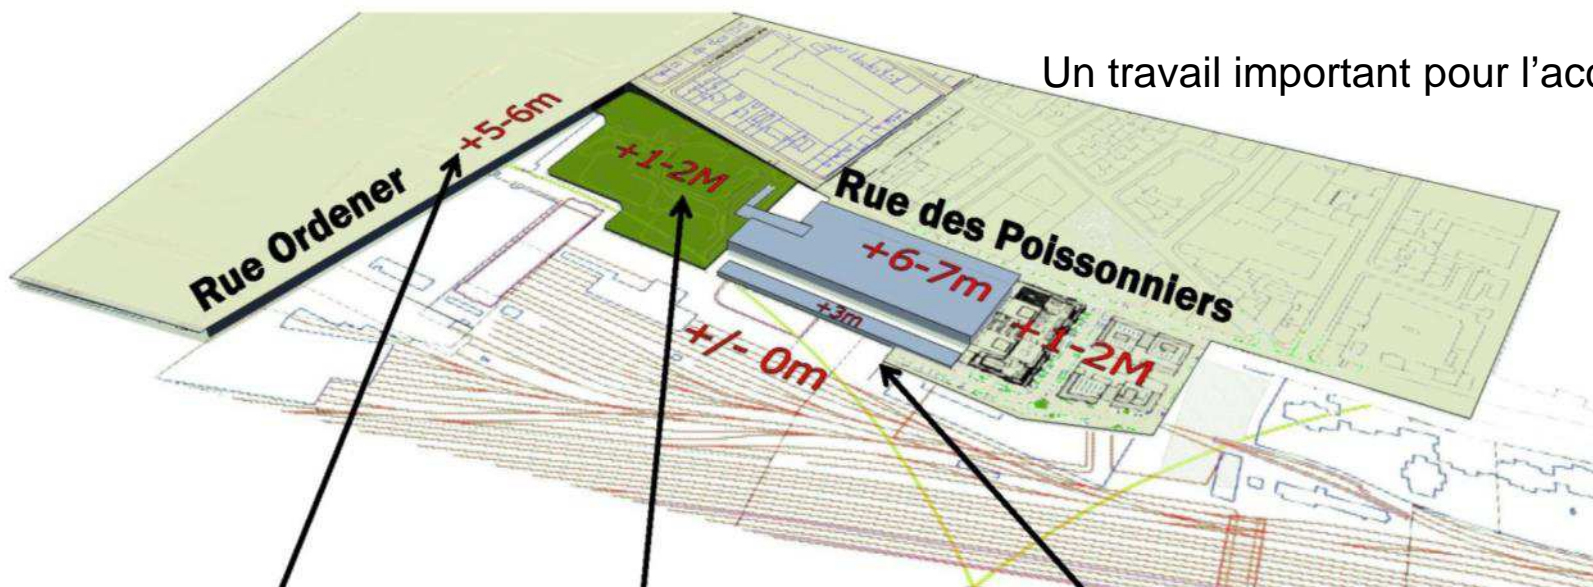 Un travail important pour l’acc
+5-6m
+1-2M
Rue Ordener
Rue des Poissonniers
+6-7m
+3m
+/- 0m
+1-2M